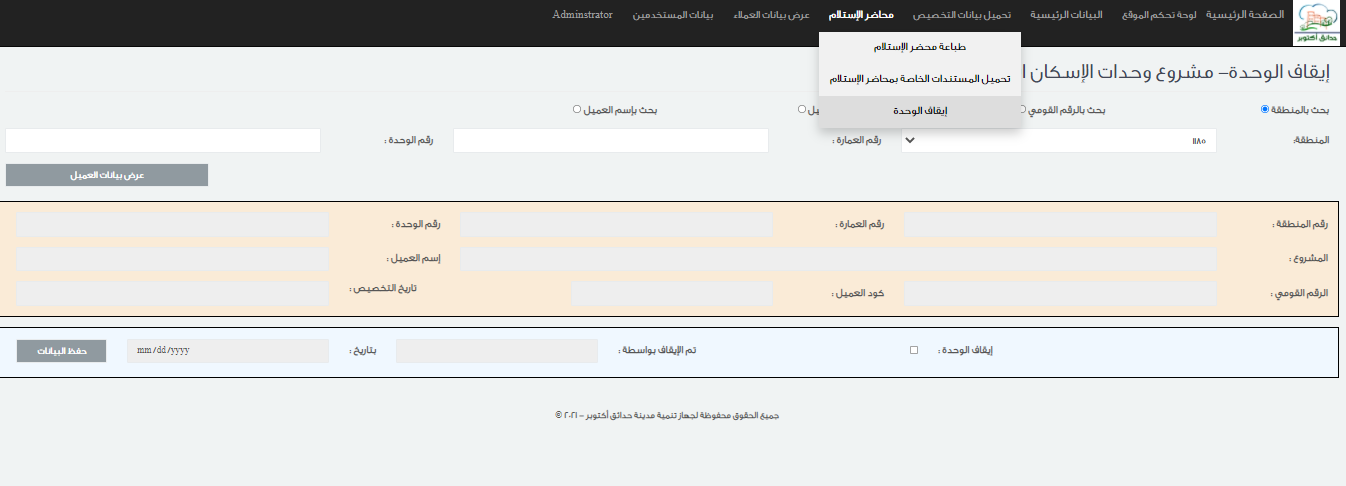 حدائق أكتوبر
الصفحة الرئيسية لوحة تحكم الموقع البيانات الرئيسية تحميل بيانات التخصيص محاضر الإستلام عرض بيانات العملاء بيانات المستخدمين Adminstrator
طباعة محضر الإستلام
تحميل المستندات الخاصة بمحاضر الإستلام
إيقاف الوحدة
إيقاف الوحدة- مشروع وحدات الإسكان
بحث بالمنطقة بحث بالرقم القومي بحث بإسم العميل
المنطقة: ١١٨٥ رقم العمارة : رقم الوحدة :
عرض بيانات العميل
رقم المنطقة : رقم العمارة : رقم الوحدة :
المشروع : إسم العميل :
الرقم القومي : كود العميل : تاريخ التخصيص :
إيقاف الوحدة : تم الإيقاف بواسطة : بتاريخ : mm/dd/yyyy حفظ البيانات
جميع الحقوق محفوظة لجهاز تنمية مدينة حدائق أكتوبر - ٢٠٢١ ©